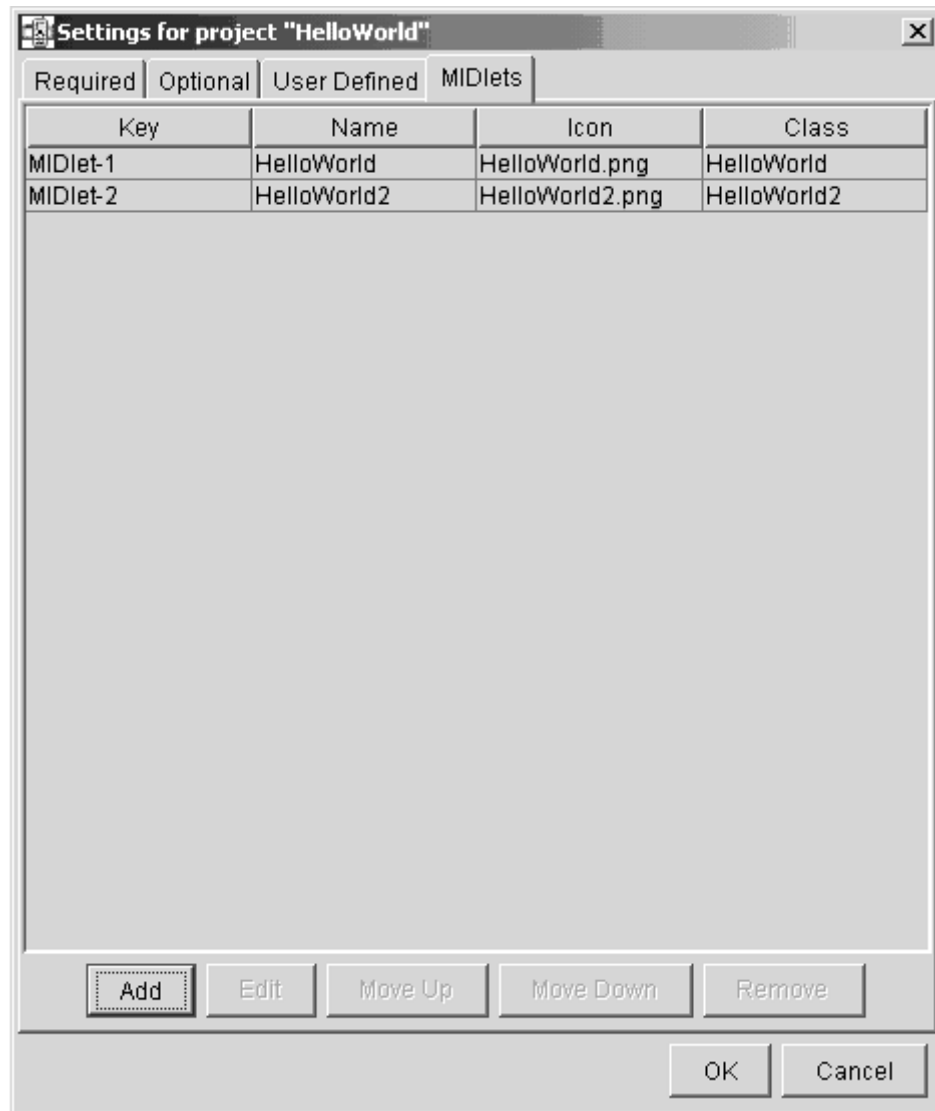 Settings for project "HelloWorld"
Required Optional User Defined MIDlets
Key Name Icon Class
MIDlet-1 HelloWorld HelloWorld.png HelloWorld
MIDlet-2 HelloWorld2 HelloWorld2.png HelloWorld2
Add Edit Move Up Move Down Remove
OK Cancel